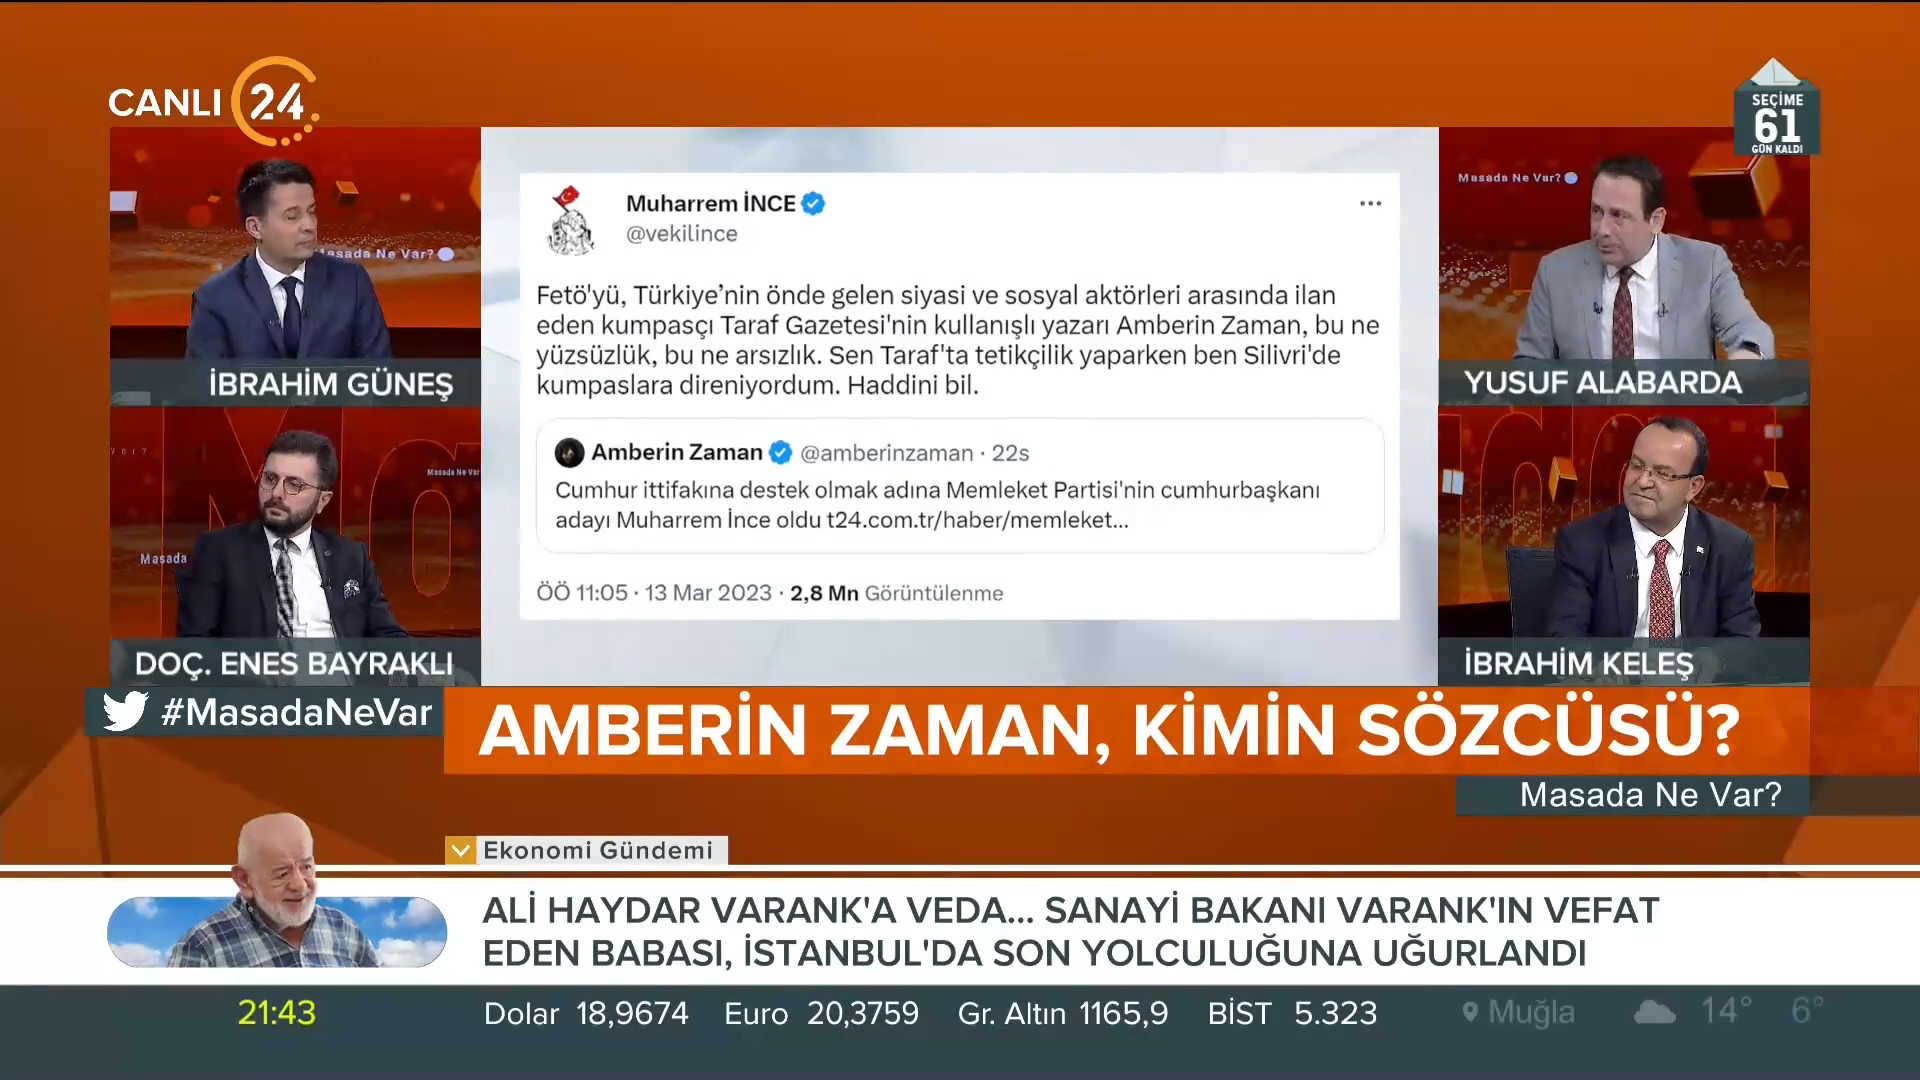 CANLI 24
SEÇİME
61
GÜN KALDI
Masada Ne Var?
Masada Ne Var?
İBRAHİM GÜNEŞ
YUSUF ALABARDA
Muharrem İNCE
@vekilince
Fetö'yü, Türkiye’nin önde gelen siyasi ve sosyal aktörleri arasında ilan
eden kumpasçı Taraf Gazetesi'nin kullanışlı yazarı Amberin Zaman, bu ne
yüzsüzlük, bu ne arsızlık. Sen Taraf'ta tetikçilik yaparken ben Silivri'de
kumpaslara direniyordum. Haddini bil.
Amberin Zaman @amberinzaman · 22s
Cumhur ittifakına destek olmak adına Memleket Partisi'nin cumhurbaşkanı
adayı Muharrem İnce oldu t24.com.tr/haber/memleket...
ÖÖ 11:05 · 13 Mar 2023 · 2,8 Mn Görüntülenme
Masada Ne Var
Masada
DOÇ. ENES BAYRAKLI
İBRAHİM KELEŞ
#MasadaNeVar
AMBERİN ZAMAN, KİMİN SÖZCÜSÜ?
Masada Ne Var?
Ekonomi Gündemi
ALİ HAYDAR VARANK'A VEDA... SANAYİ BAKANI VARANK'IN VEFAT
EDEN BABASI, İSTANBUL'DA SON YOLCULUĞUNA UĞURLANDI
21:43 Dolar 18,9674 Euro 20,3759 Gr. Altın 1165,9 BİST 5.323 Muğla 14° 6°